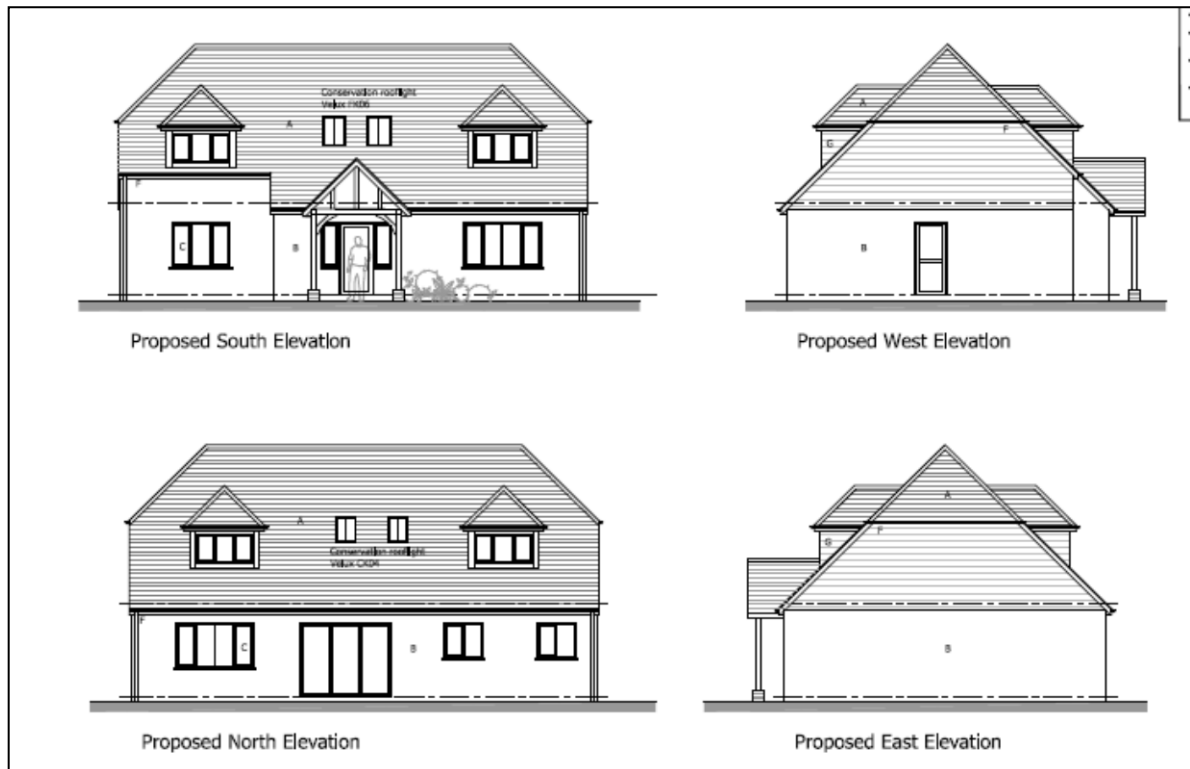 Conservation rooflight
Velux FK06
A
F
C
B
Proposed South Elevation
A
F
G
B
Proposed West Elevation
A
Conservation rooflight
Velux CK04
F
C
B
Proposed North Elevation
A
F
G
B
Proposed East Elevation